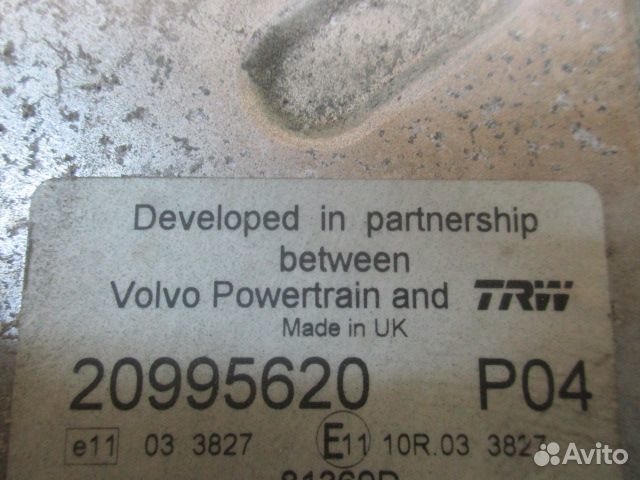 Developed in partnership
between
Volvo Powertrain and TRW
Made in UK
20995620 P04
e11 03 3827 E11 10R.03 3827
Avito